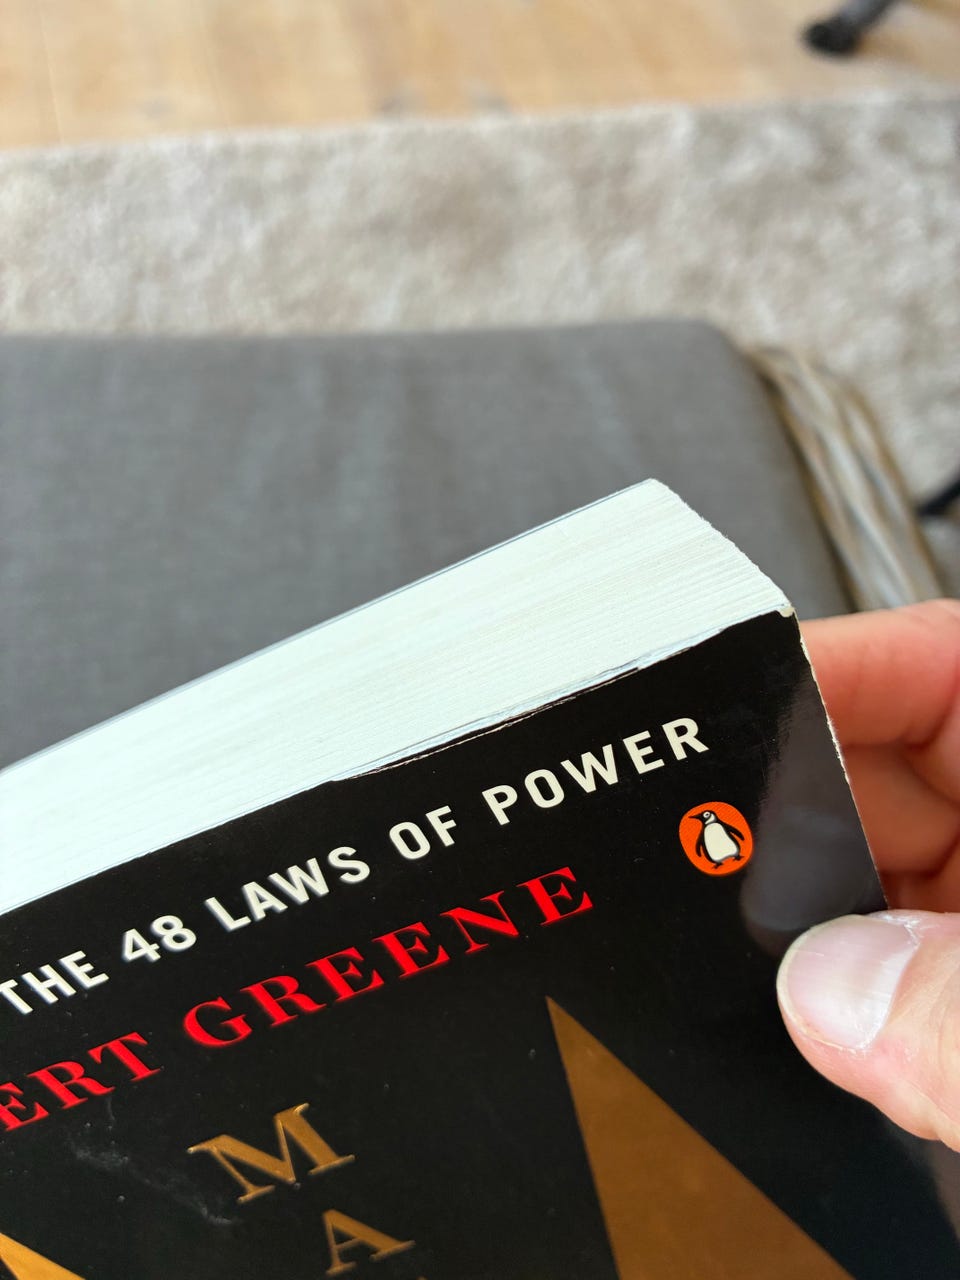 THE 48 LAWS OF POWER
ERT GREENE
M
A